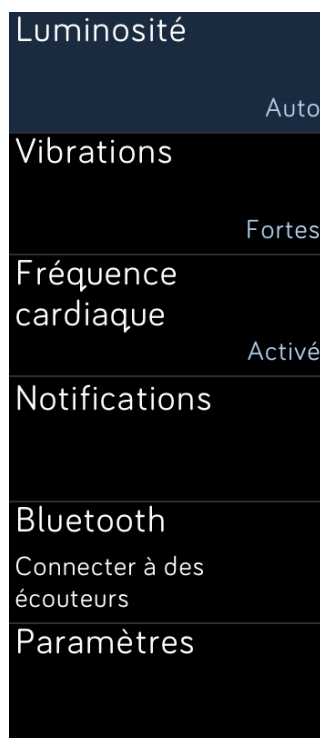 Luminosité
Auto
Vibrations
Fortes
Fréquence
cardiaque
Activé
Notifications
Bluetooth
Connecter à des
écouteurs
Paramètres